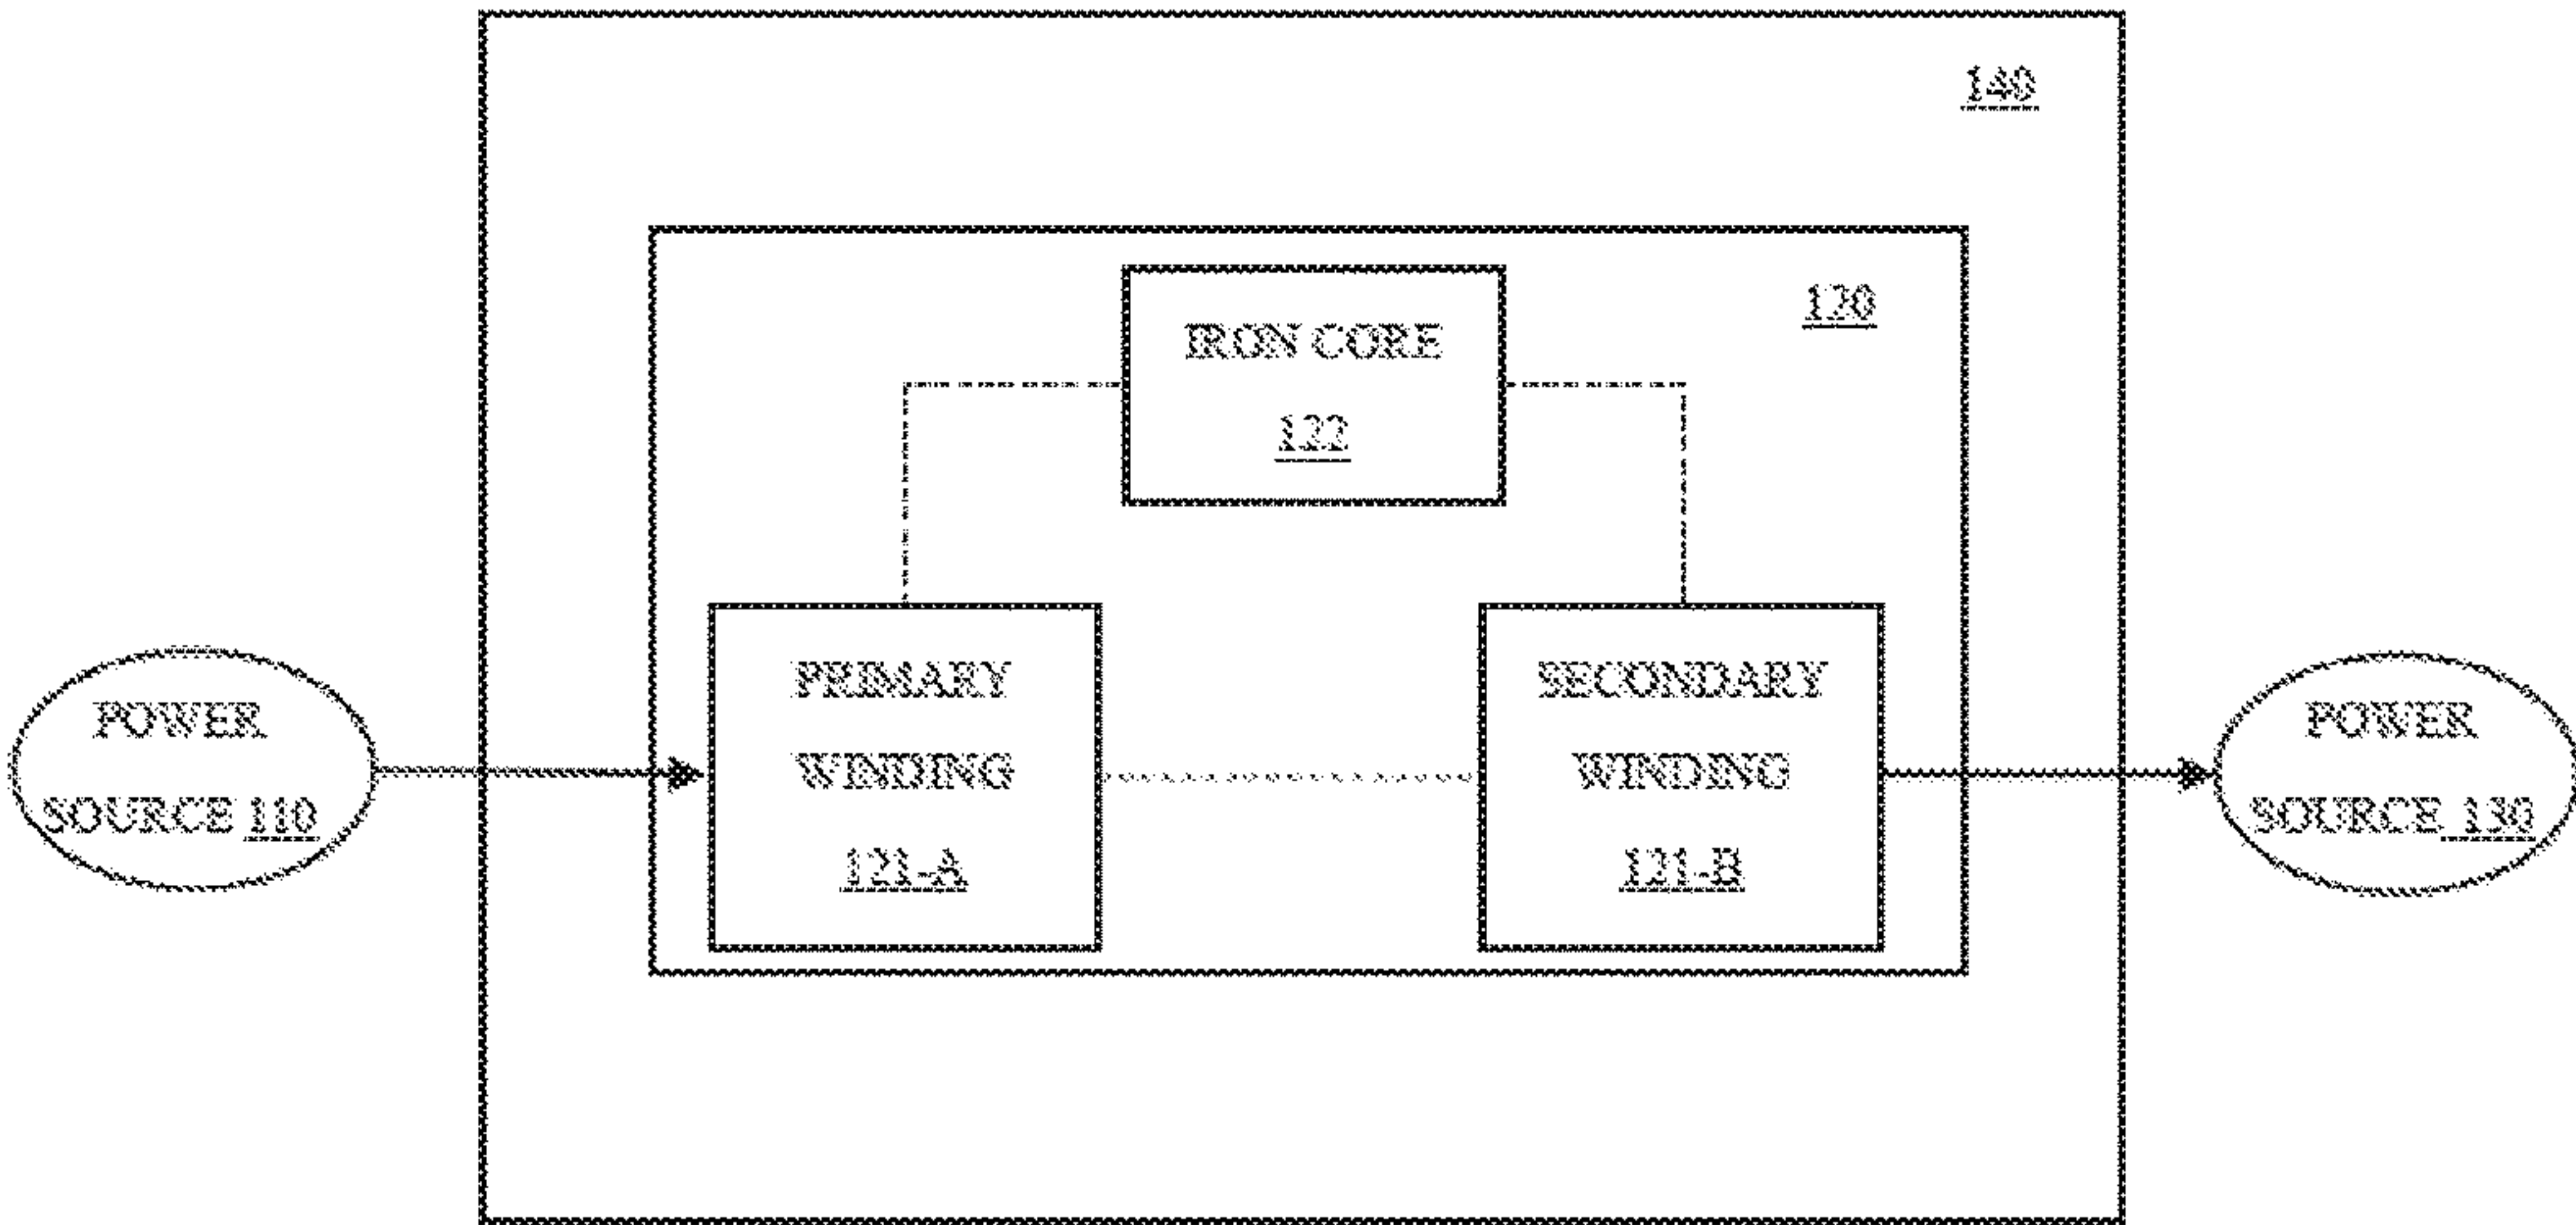 140
120
IRON CORE
122
PRIMARY
WINDING
121-A
SECONDARY
WINDING
121-B
POWER
SOURCE 110
POWER
SOURCE 130